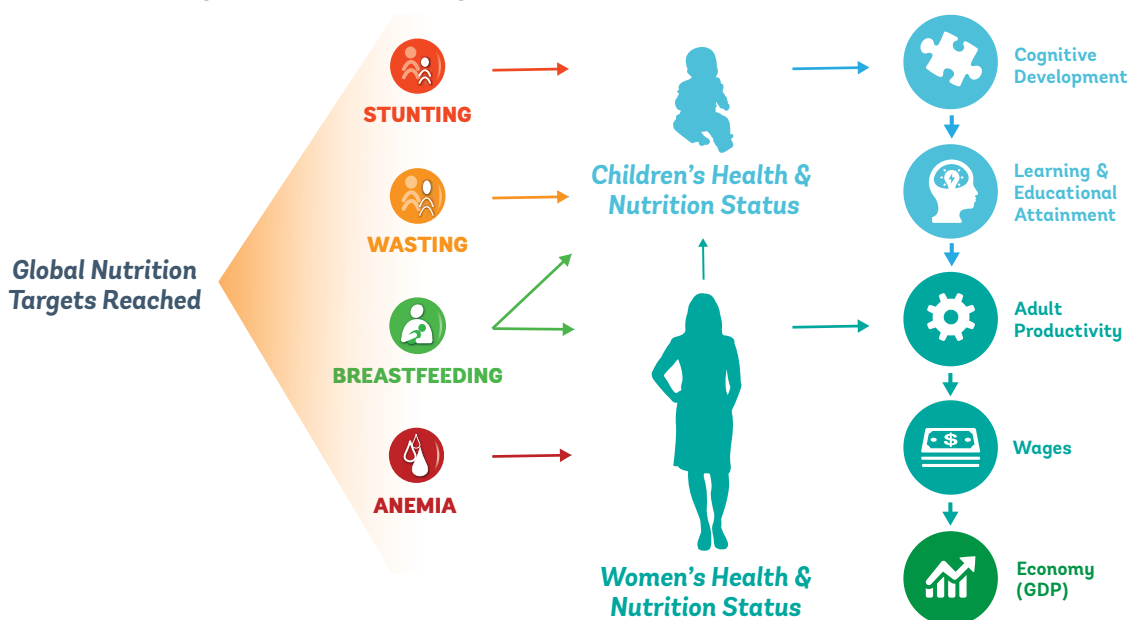 Global Nutrition
Targets Reached
STUNTING
WASTING
BREASTFEEDING
ANEMIA
Children's Health &
Nutrition Status
Women's Health &
Nutrition Status
Cognitive
Development
Learning &
Educational
Attainment
Adult
Productivity
Wages
$
Economy
(GDP)